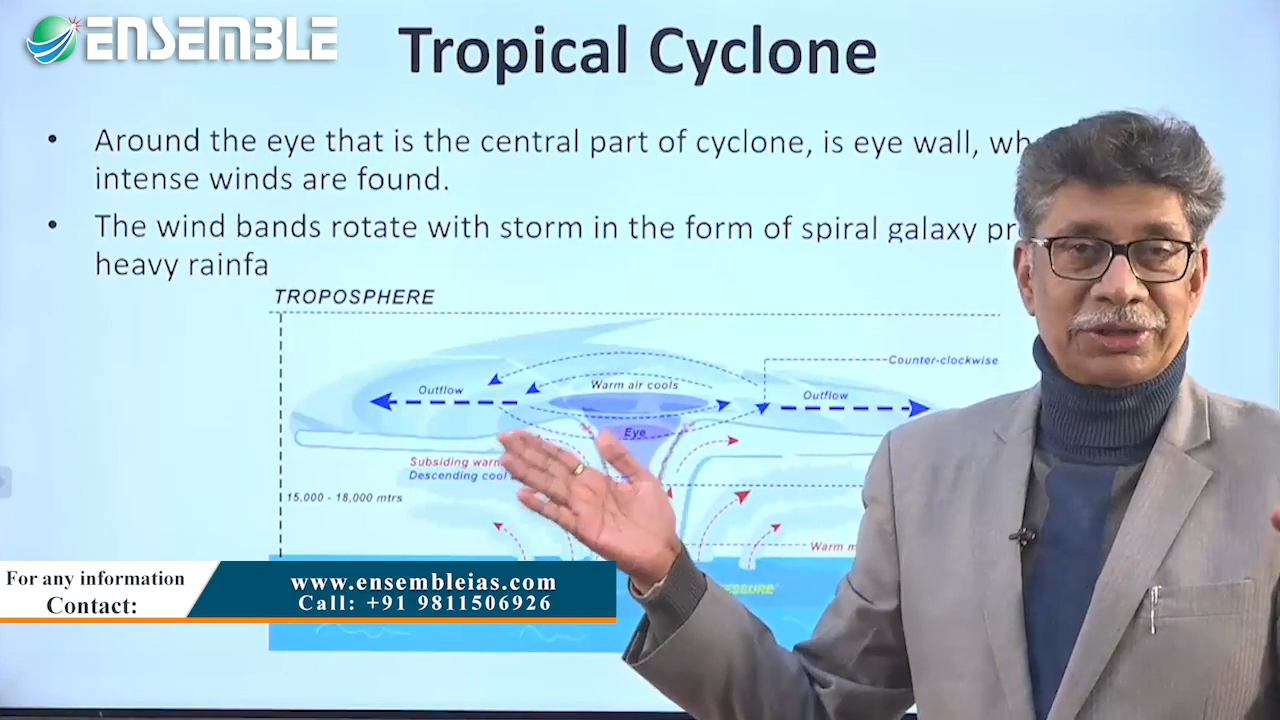 ENSEMBLE
Tropical Cyclone
• Around the eye that is the central part of cyclone, is eye wall,
intense winds are found.
• The wind bands rotate with storm in the form of spiral galaxy
heavy rainfa
TROPOSPHERE
Counter-clockwise
Warm air cools
Outflow
Outflow
Eye
Subsiding
Descending cool
15,000 - 18,000 mtrs
Warm
For any information
Contact:
www.ensembleias.com
Call: +91 9811506926